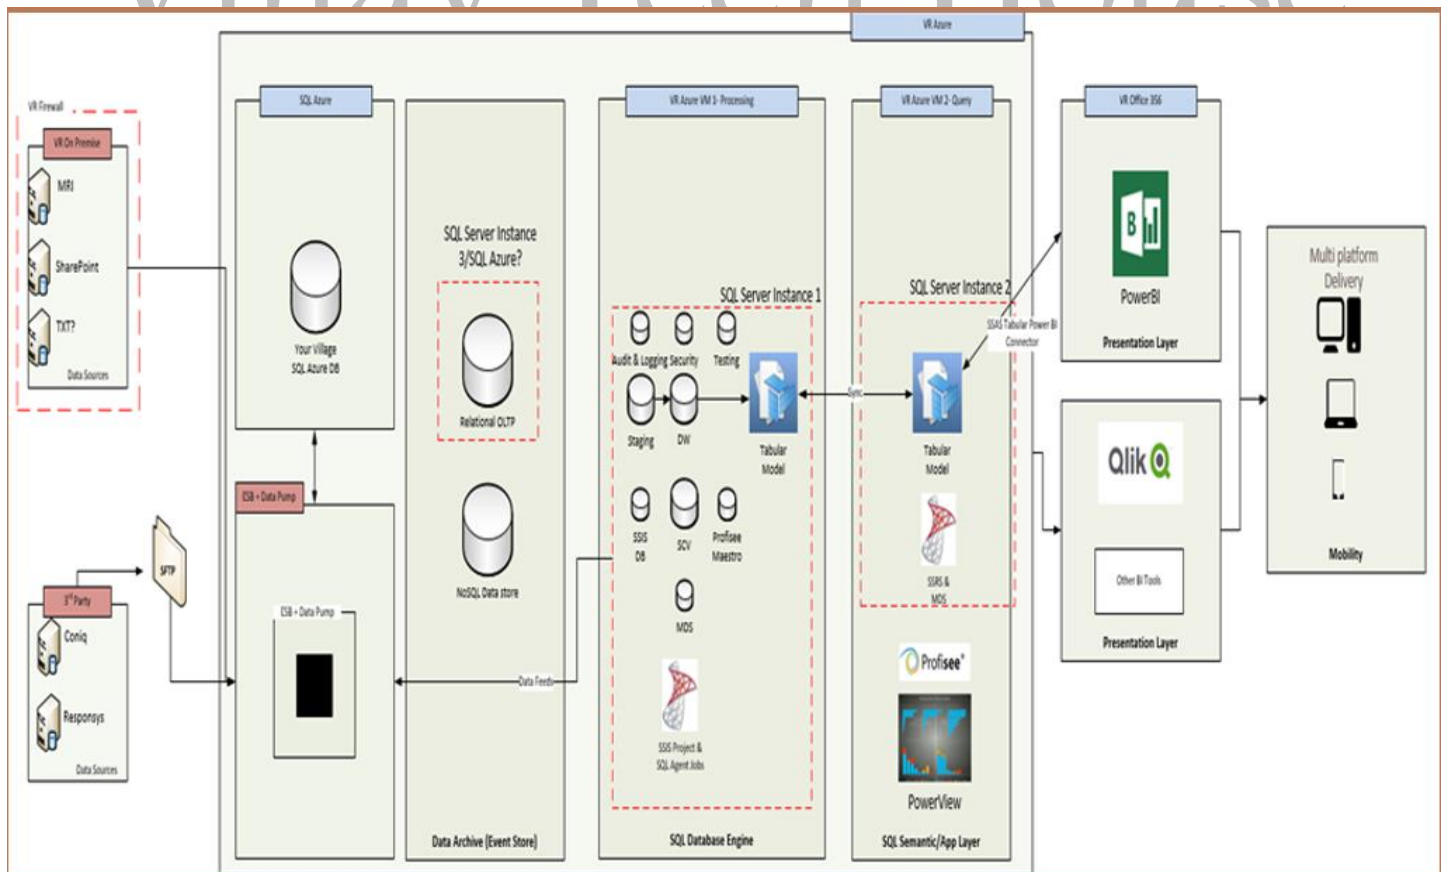 VR Azure
VR Firewall
VR On Premise
MRI
SharePoint
TXT?
Data Sources
3rd Party
Coniq
Responsys
Data Sources
SFTP
SQL Azure
Your Village
SQL Azure DB
ESB + Data Pump
ESB + Data Pump
SQL Server Instance
3/SQL Azure?
Relational OLTP
NoSQL Data store
Data Archive (Event Store)
Data Feeds
VR Azure VM 1- Processing
SQL Server Instance 1
Audit & Logging
Security
Testing
Staging
DW
Tabular
Model
SSIS
DB
SCV
Profisee
Maestro
MDS
SSIS Project &
SQL Agent Jobs
SQL Database Engine
Sync
VR Azure VM 2- Query
SQL Server Instance 2
Tabular
Model
SSRS &
MDS
Profisee
PowerView
SQL Semantic/App Layer
SSAS Tabular Power BI
Connector
VR Office 356
PowerBI
Presentation Layer
Qlik
Other BI Tools
Presentation Layer
Multi platform
Delivery
Mobility